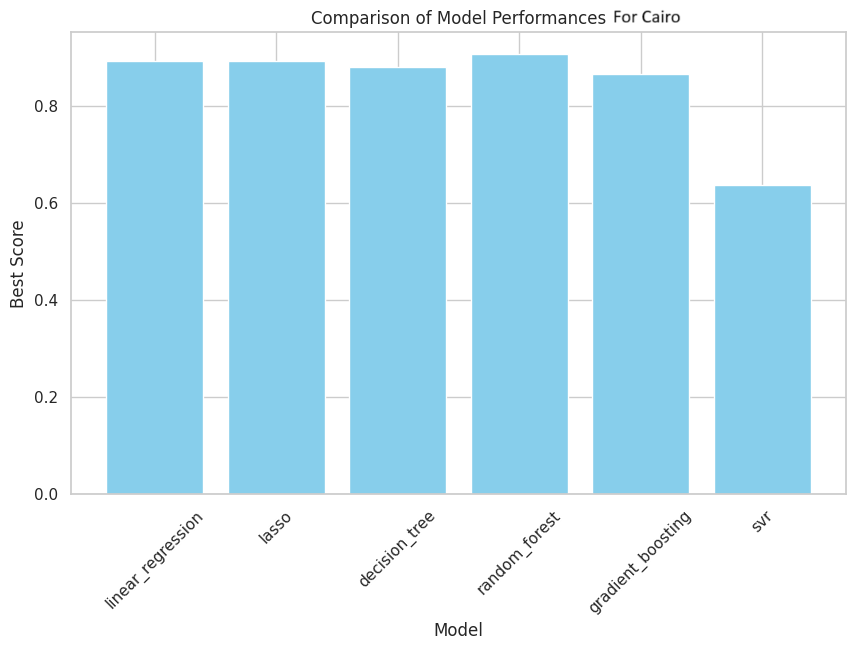 Comparison of Model Performances For Cairo
Best Score
0.8
0.6
0.4
0.2
0.0
linear_regression
lasso
decision_tree
random_forest
gradient_boosting
svr
Model